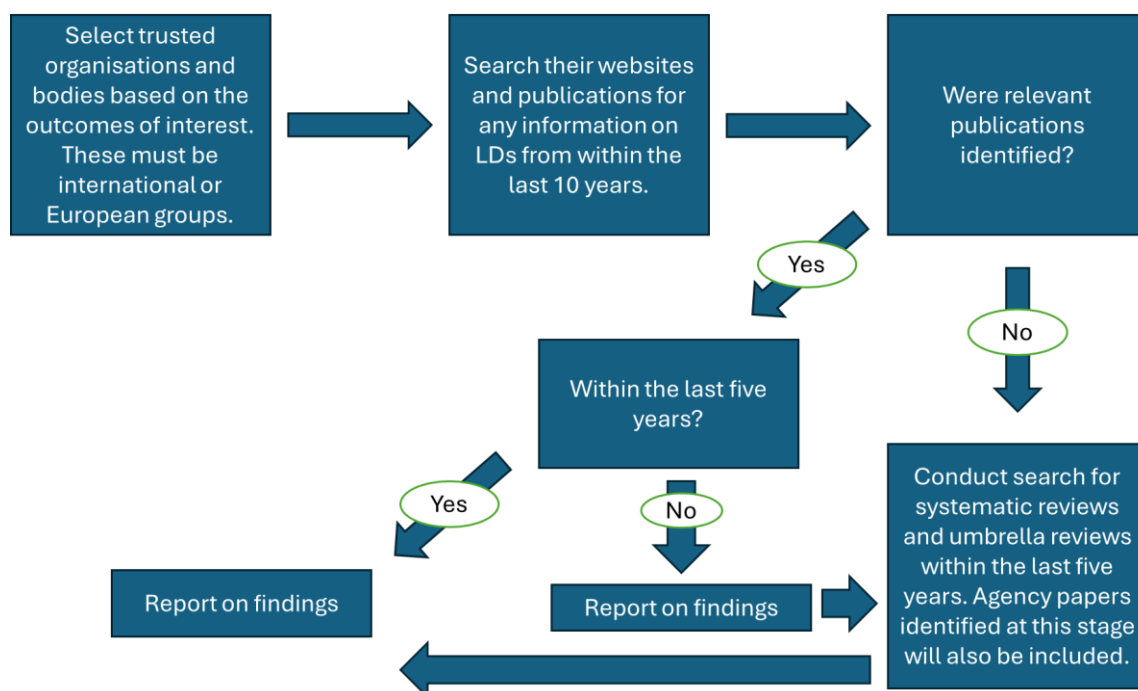 Select trusted
organisations and
bodies based on the
outcomes of interest.
These must be
international or
European groups.
Search their websites
and publications for
any information on
LDs from within the
last 10 years.
Were relevant
publications
identified?
Yes
No
Within the last five
years?
Yes
No
Report on findings
Report on findings
Conduct search for
systematic reviews
and umbrella reviews
within the last five
years. Agency papers
identified at this stage
will also be included.